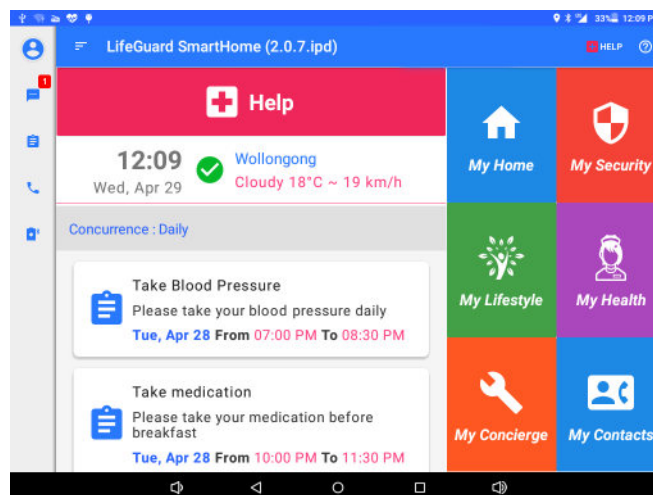 33% 12:09 P
LifeGuard SmartHome (2.0.7.ipd)
HELP
1
Help
12:09
Wed, Apr 29
Wollongong
Cloudy 18°C ~ 19 km/h
Concurrence : Daily
Take Blood Pressure
Please take your blood pressure daily
Tue, Apr 28 From 07:00 PM To 08:30 PM
Take medication
Please take your medication before
breakfast
Tue, Apr 28 From 10:00 PM To 11:30 PM
My Home
My Security
My Lifestyle
My Health
My Concierge
My Contacts